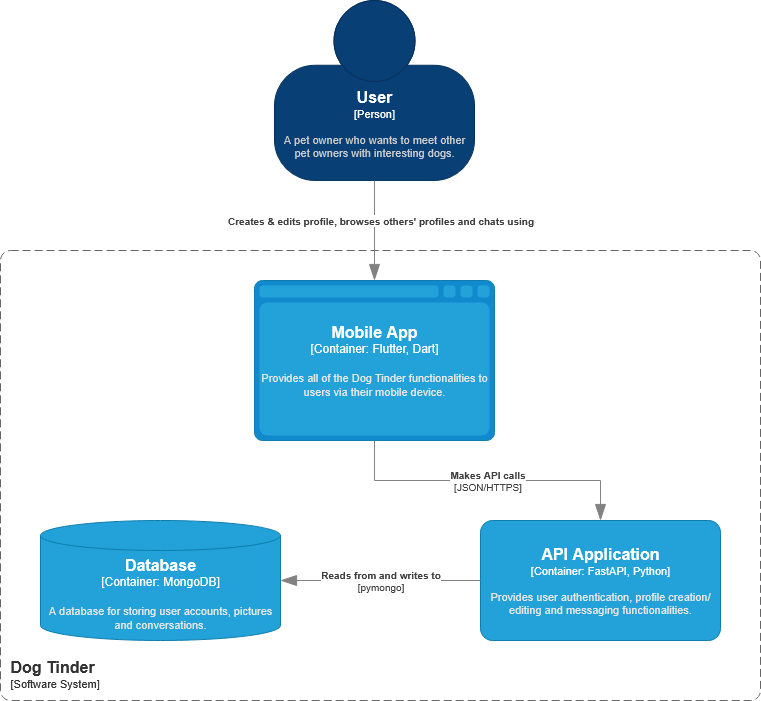 User
[Person]
A pet owner who wants to meet other
pet owners with interesting dogs.
Creates & edits profile, browses others' profiles and chats using
Mobile App
[Container: Flutter, Dart]
Provides all of the Dog Tinder functionalities to
users via their mobile device.
Makes API calls
[JSON/HTTPS]
Database
[Container: MongoDB]
A database for storing user accounts, pictures
and conversations.
Reads from and writes to
[pymongo]
API Application
[Container: FastAPI, Python]
Provides user authentication, profile creation/
editing and messaging functionalities.
Dog Tinder
[Software System]